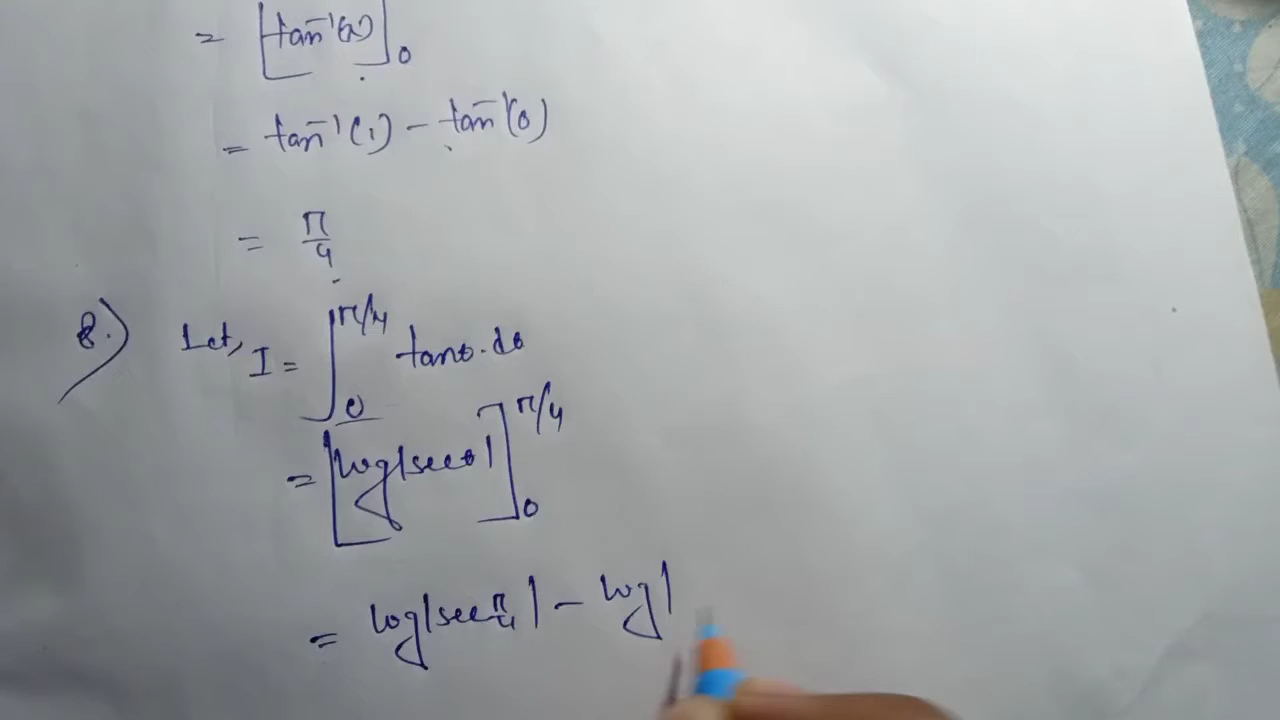 = [tan⁻¹(x)]₀
= tan⁻¹(1) - tan⁻¹(0)
= π/4
8.) Let, I = ∫₀^π/4 tanθ.dθ
= [log|secθ|]₀^π/4
= log|sec π/4| - log|